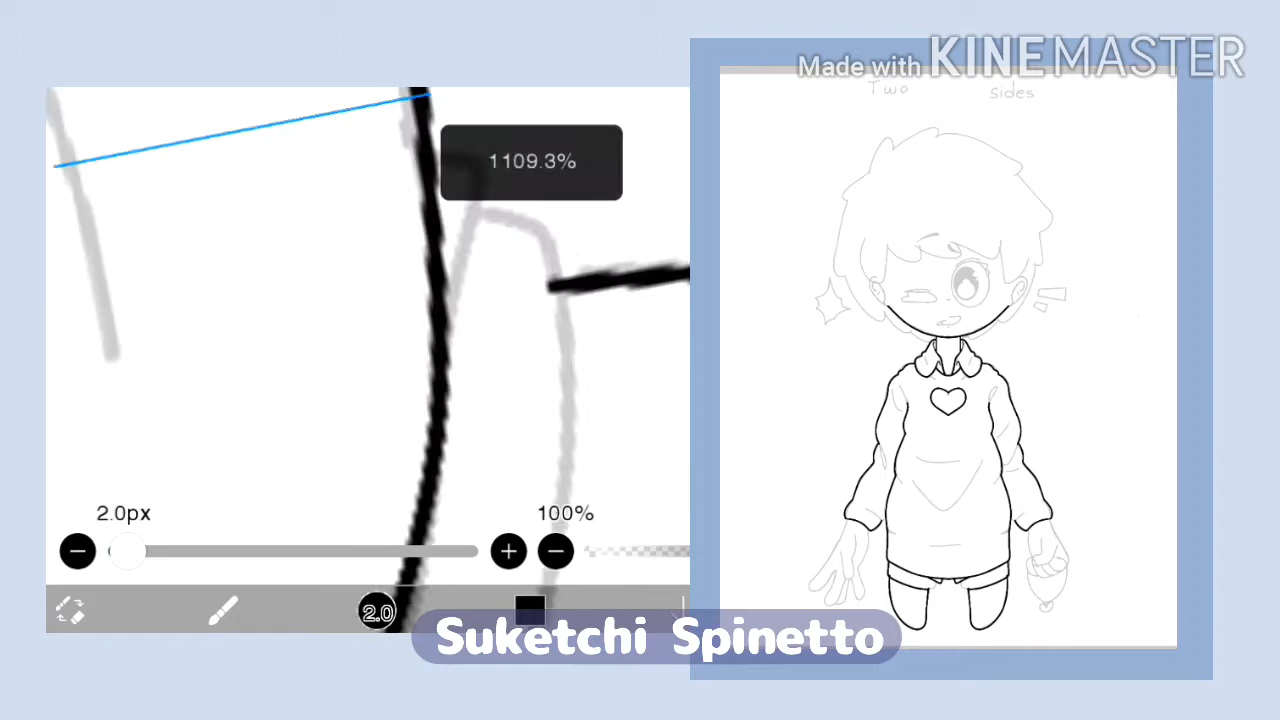 Made with KINEMASTER
Two sides
1109.3%
2.0px
100%
2.0
Suketchi Spinetto